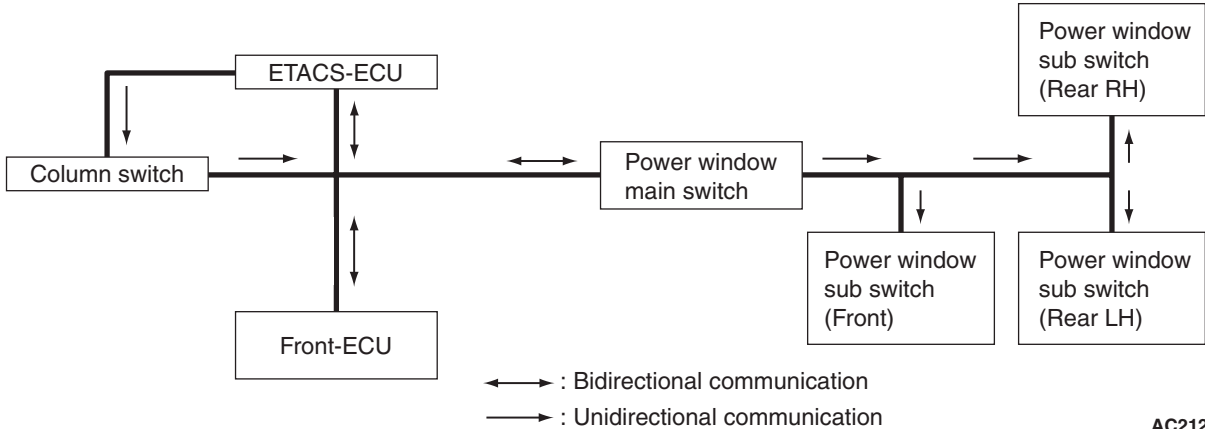 ETACS-ECU
Column switch
Front-ECU
Power window
main switch
Power window
sub switch
(Front)
Power window
sub switch
(Rear RH)
Power window
sub switch
(Rear LH)
: Bidirectional communication
: Unidirectional communication
AC212